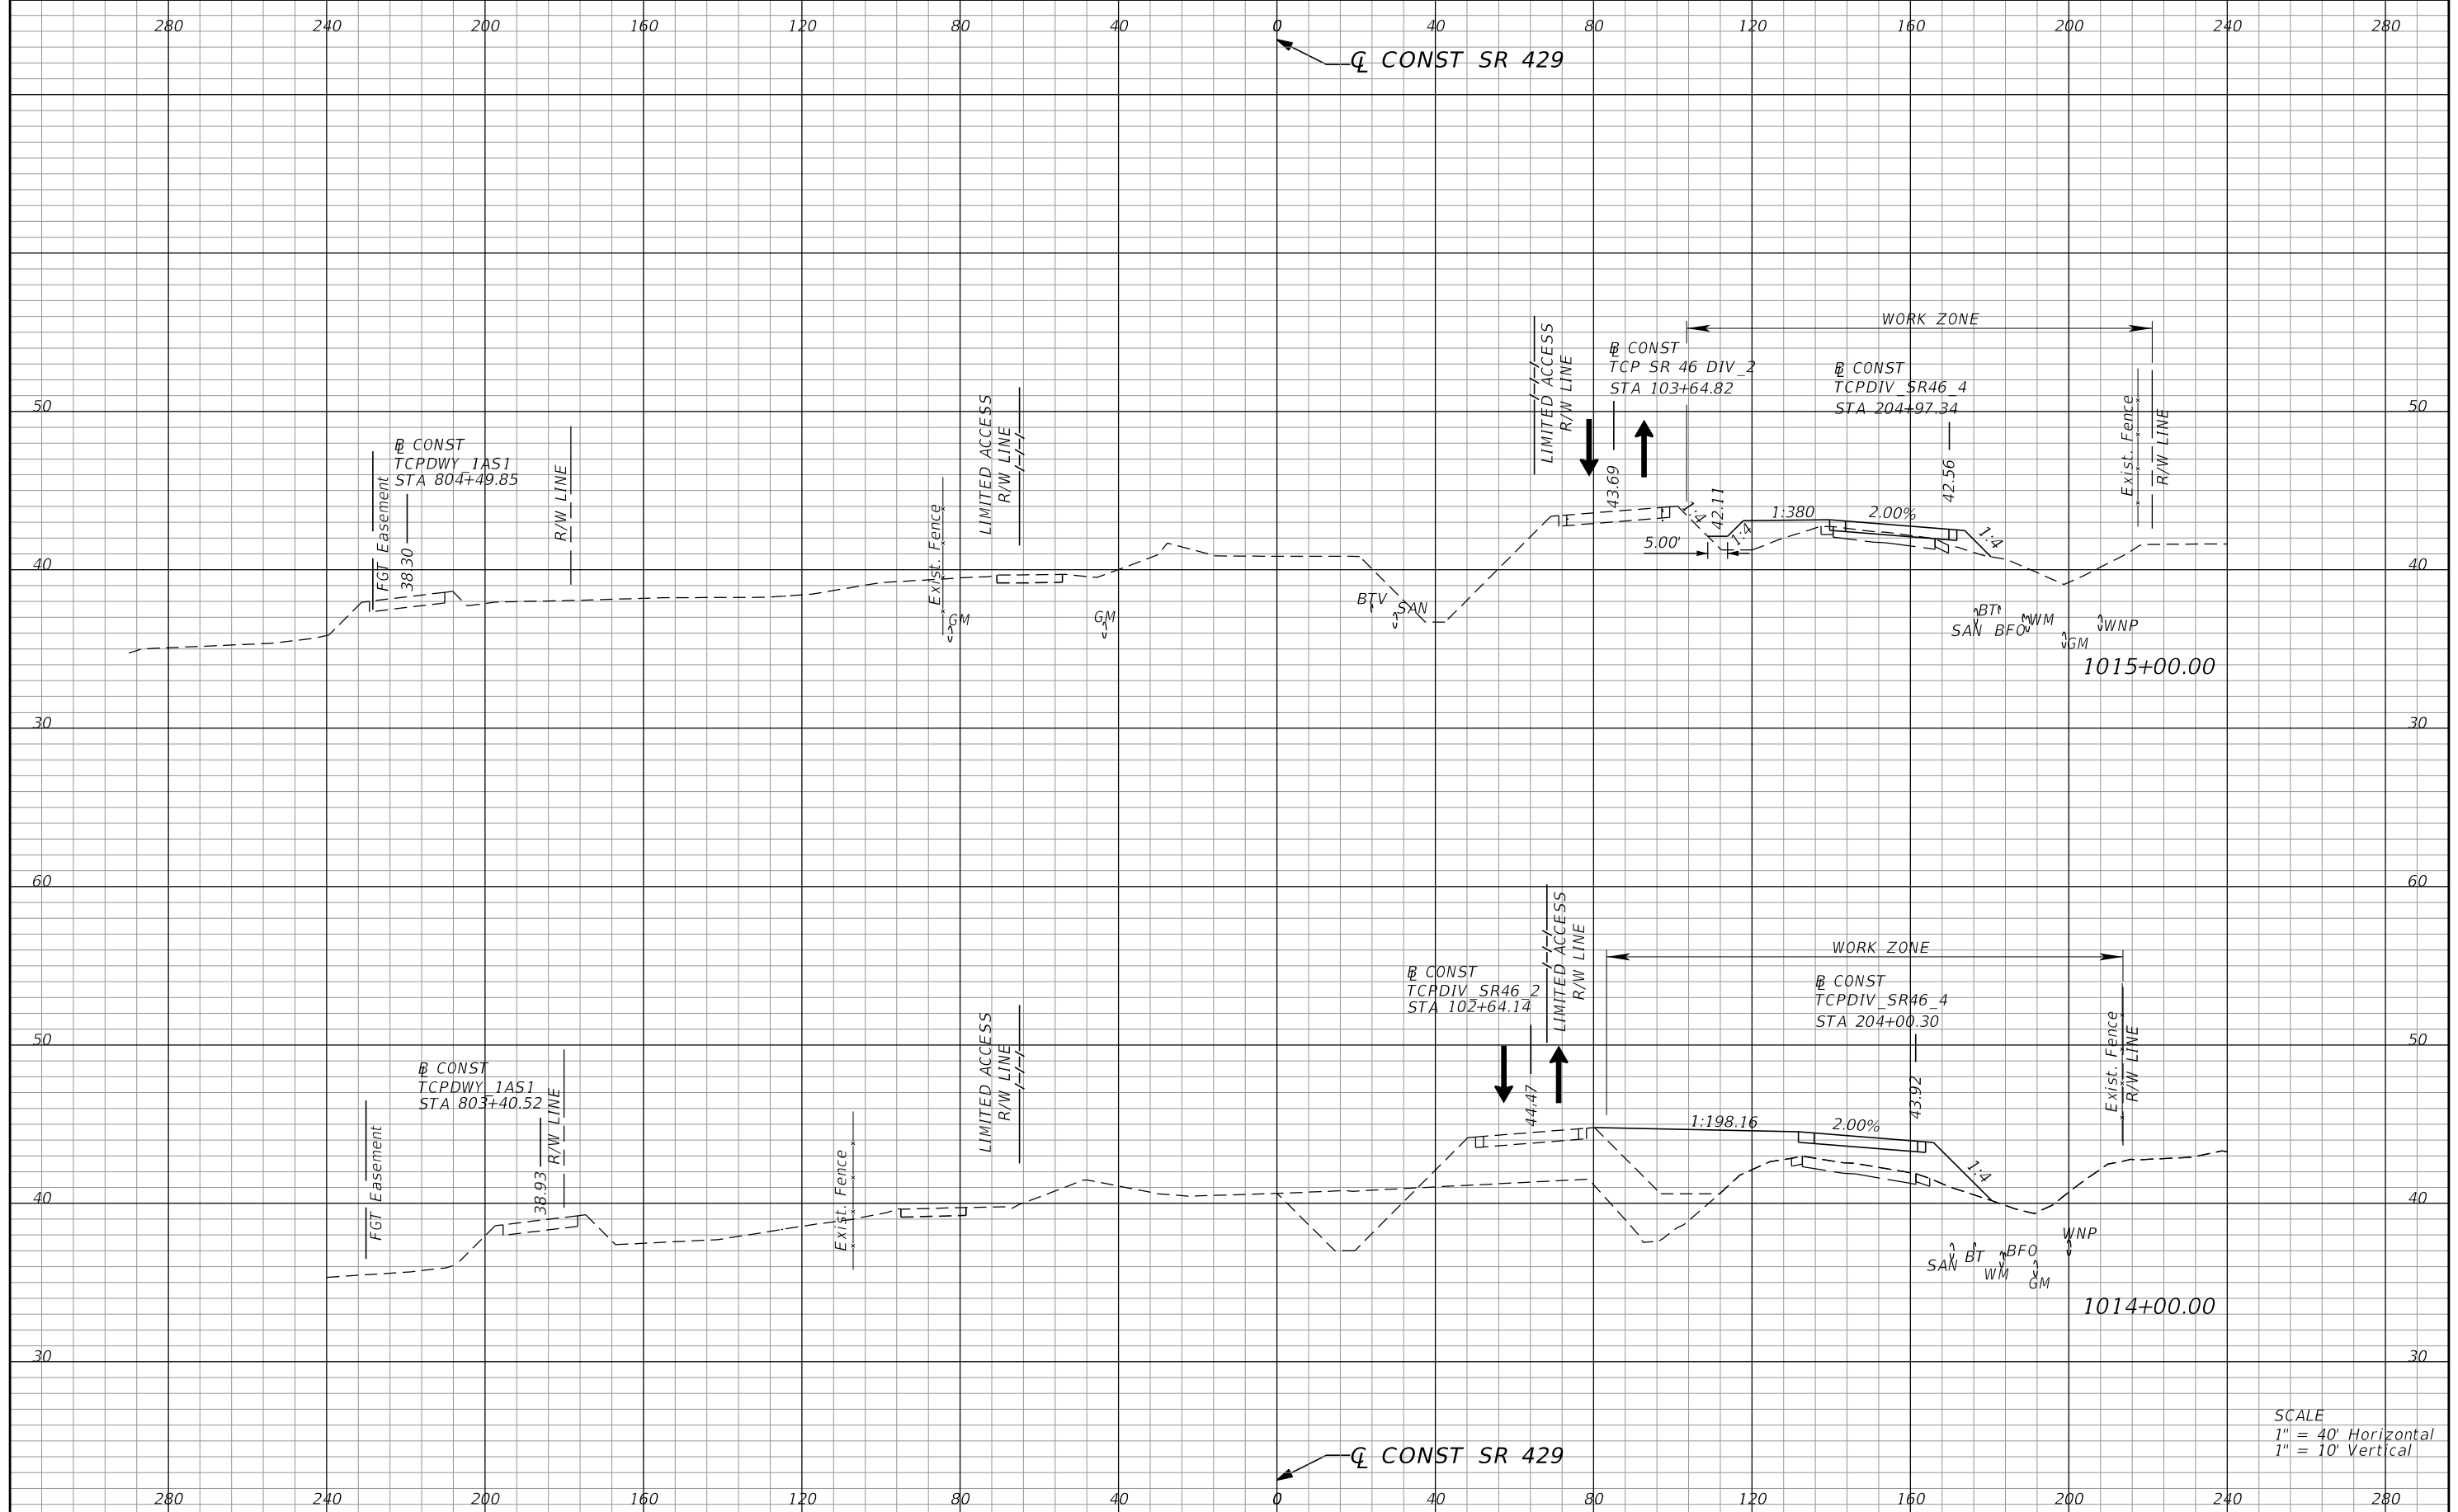 280 240 200 160 120 80 40 0 40 80 120 160 200 240 280
℄ CONST SR 429
WORK ZONE
LIMITED ACCESS
R/W LINE
B̵L CONST
TCP SR 46 DIV_2
STA 103+64.82
B̵L CONST
TCPDIV_SR46_4
STA 204+97.34
Exist. Fence
R/W LINE
50
50
B̵L CONST
TCPDWY_1AS1
STA 804+49.85
FGT Easement
38.30
R/W LINE
Exist. Fence
LIMITED ACCESS
R/W LINE
43.69
1:4
42.11
1:4
1:380
2.00%
42.56
1:4
5.00'
40
40
GM
GM
BTV
SAN
BT
SAN
BFO
WM
GM
WNP
1015+00.00
30
30
60
60
WORK ZONE
LIMITED ACCESS
R/W LINE
B̵L CONST
TCPDIV_SR46_2
STA 102+64.14
B̵L CONST
TCPDIV_SR46_4
STA 204+00.30
Exist. Fence
R/W LINE
50
50
B̵L CONST
TCPDWY_1AS1
STA 803+40.52
FGT Easement
38.93
R/W LINE
Exist. Fence
LIMITED ACCESS
R/W LINE
44.47
1:198.16
2.00%
43.92
1:4
40
40
SAN
BT
WM
BFO
GM
WNP
1014+00.00
30
30
SCALE
1" = 40' Horizontal
1" = 10' Vertical
℄ CONST SR 429
280 240 200 160 120 80 40 0 40 80 120 160 200 240 280